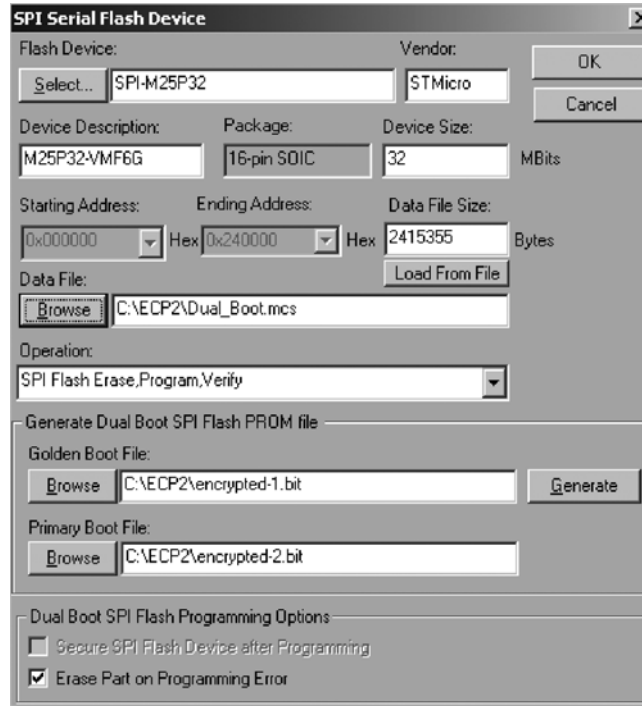 SPI Serial Flash Device
Flash Device: Vendor:
Select... SPI-M25P32 STMicro OK
Cancel
Device Description: Package: Device Size:
M25P32-VMF6G 16-pin SOIC 32 MBits
Starting Address: Ending Address: Data File Size:
0x000000 Hex 0x240000 Hex 2415355 Bytes
Load From File
Data File:
Browse C:\ECP2\Dual_Boot.mcs
Operation:
SPI Flash Erase,Program,Verify
Generate Dual Boot SPI Flash PROM file
Golden Boot File:
Browse C:\ECP2\encrypted-1.bit Generate
Primary Boot File:
Browse C:\ECP2\encrypted-2.bit
Dual Boot SPI Flash Programming Options
Secure SPI Flash Device after Programming
Erase Part on Programming Error